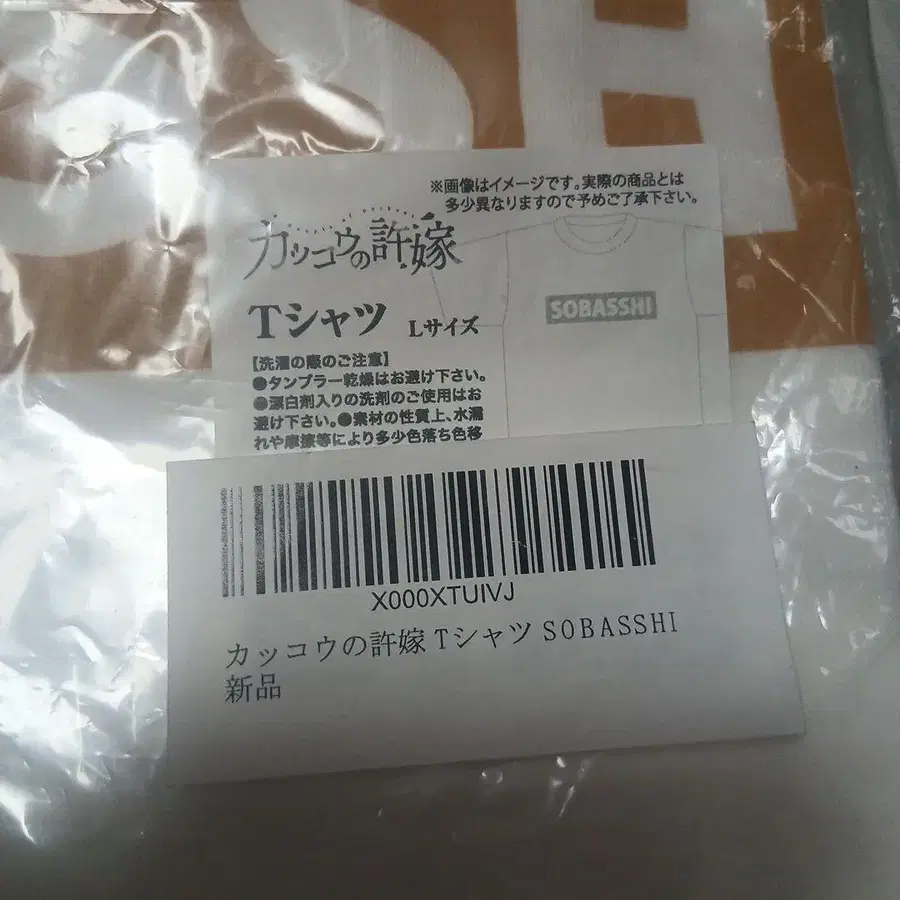 SH
※画像はイメージです。実際の商品とは
多少異なりますので予めご了承下さい。
カッコウの許嫁
SOBASSHI
Tシャツ Lサイズ
【洗濯の際のご注意】
●タンブラー乾燥はお避け下さい。
●漂白剤入りの洗剤のご使用はお
避け下さい。●素材の性質上、水濡
れや摩擦等により多少色落ち色移
X000XTUIVJ
カッコウの許嫁 Tシャツ SOBASSHI
新品